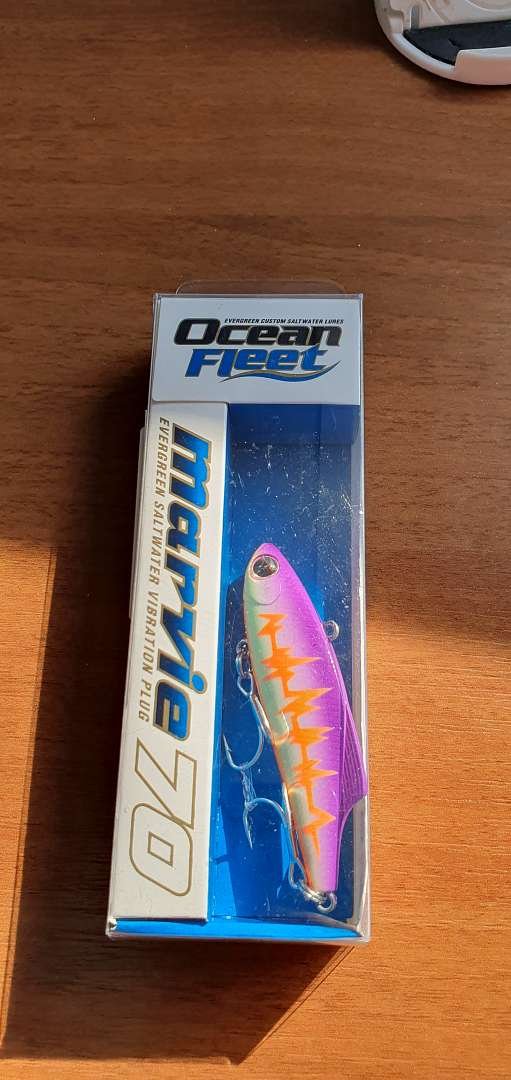 EVERGREEN CUSTOM SALTWATER LURES
Ocean
Fleet
marvie 70
EVERGREEN SALTWATER VIBRATION PLUG